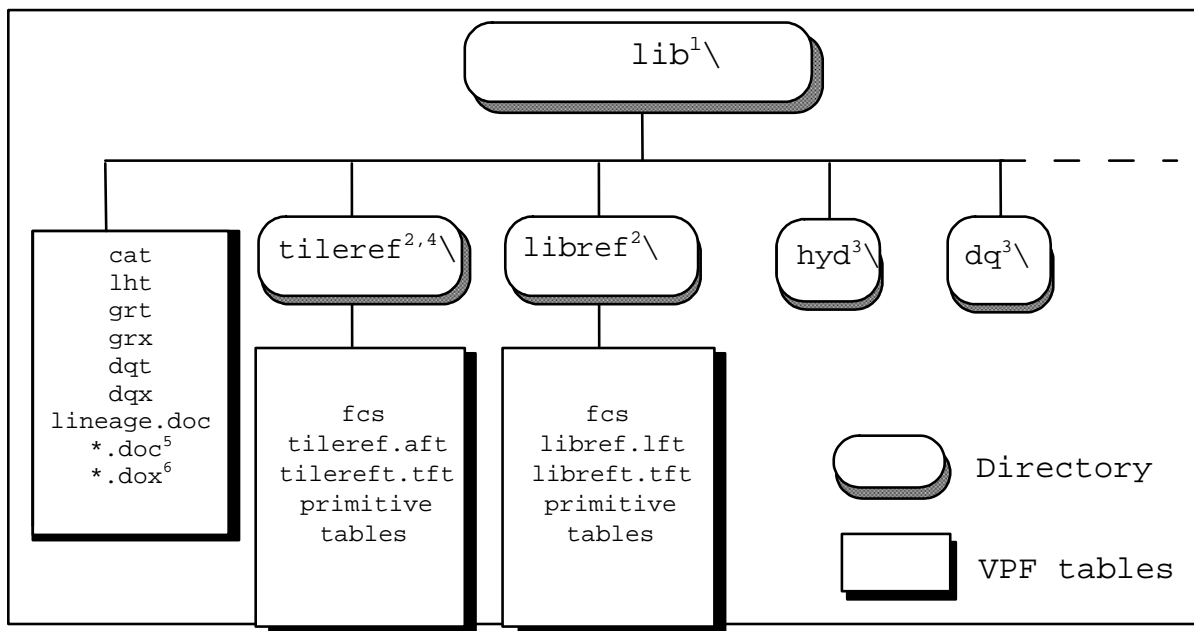 lib¹\
tileref²,⁴\
libref²\
hyd³\
dq³\
cat
lht
grt
grx
dqt
dqx
lineage.doc
*.doc⁵
*.dox⁶
fcs
tileref.aft
tilereft.tft
primitive
tables
fcs
libref.lft
libreft.tft
primitive
tables
Directory
VPF tables